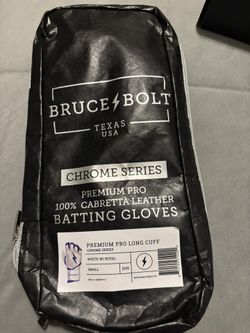 BRUCE BOLT
TEXAS
USA
CHROME SERIES
PREMIUM PRO
100% CABRETTA LEATHER
BATTING GLOVES
PREMIUM PRO LONG CUFF
CHROME SERIES
WHITE W/ ROYAL
SMALL